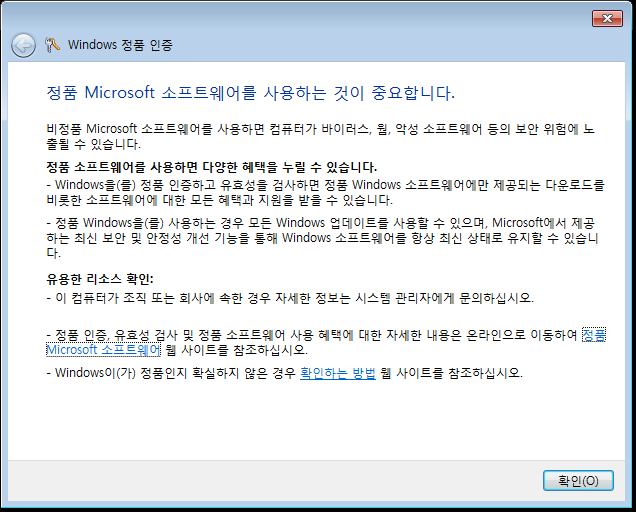 Windows 정품 인증
정품 Microsoft 소프트웨어를 사용하는 것이 중요합니다.
비정품 Microsoft 소프트웨어를 사용하면 컴퓨터가 바이러스, 웜, 악성 소프트웨어 등의 보안 위험에 노
출될 수 있습니다.
정품 소프트웨어를 사용하면 다양한 혜택을 누릴 수 있습니다.
- Windows을(를) 정품 인증하고 유효성을 검사하면 정품 Windows 소프트웨어에만 제공되는 다운로드를
비롯한 소프트웨어에 대한 모든 혜택과 지원을 받을 수 있습니다.
- 정품 Windows을(를) 사용하는 경우 모든 Windows 업데이트를 사용할 수 있으며, Microsoft에서 제공
하는 최신 보안 및 안정성 개선 기능을 통해 Windows 소프트웨어를 항상 최신 상태로 유지할 수 있습니
다.
유용한 리소스 확인:
- 이 컴퓨터가 조직 또는 회사에 속한 경우 자세한 정보는 시스템 관리자에게 문의하십시오.
- 정품 인증, 유효성 검사 및 정품 소프트웨어 사용 혜택에 대한 자세한 내용은 온라인으로 이동하여 정품
Microsoft 소프트웨어 웹 사이트를 참조하십시오.
- Windows이(가) 정품인지 확실하지 않은 경우 확인하는 방법 웹 사이트를 참조하십시오.
확인(O)